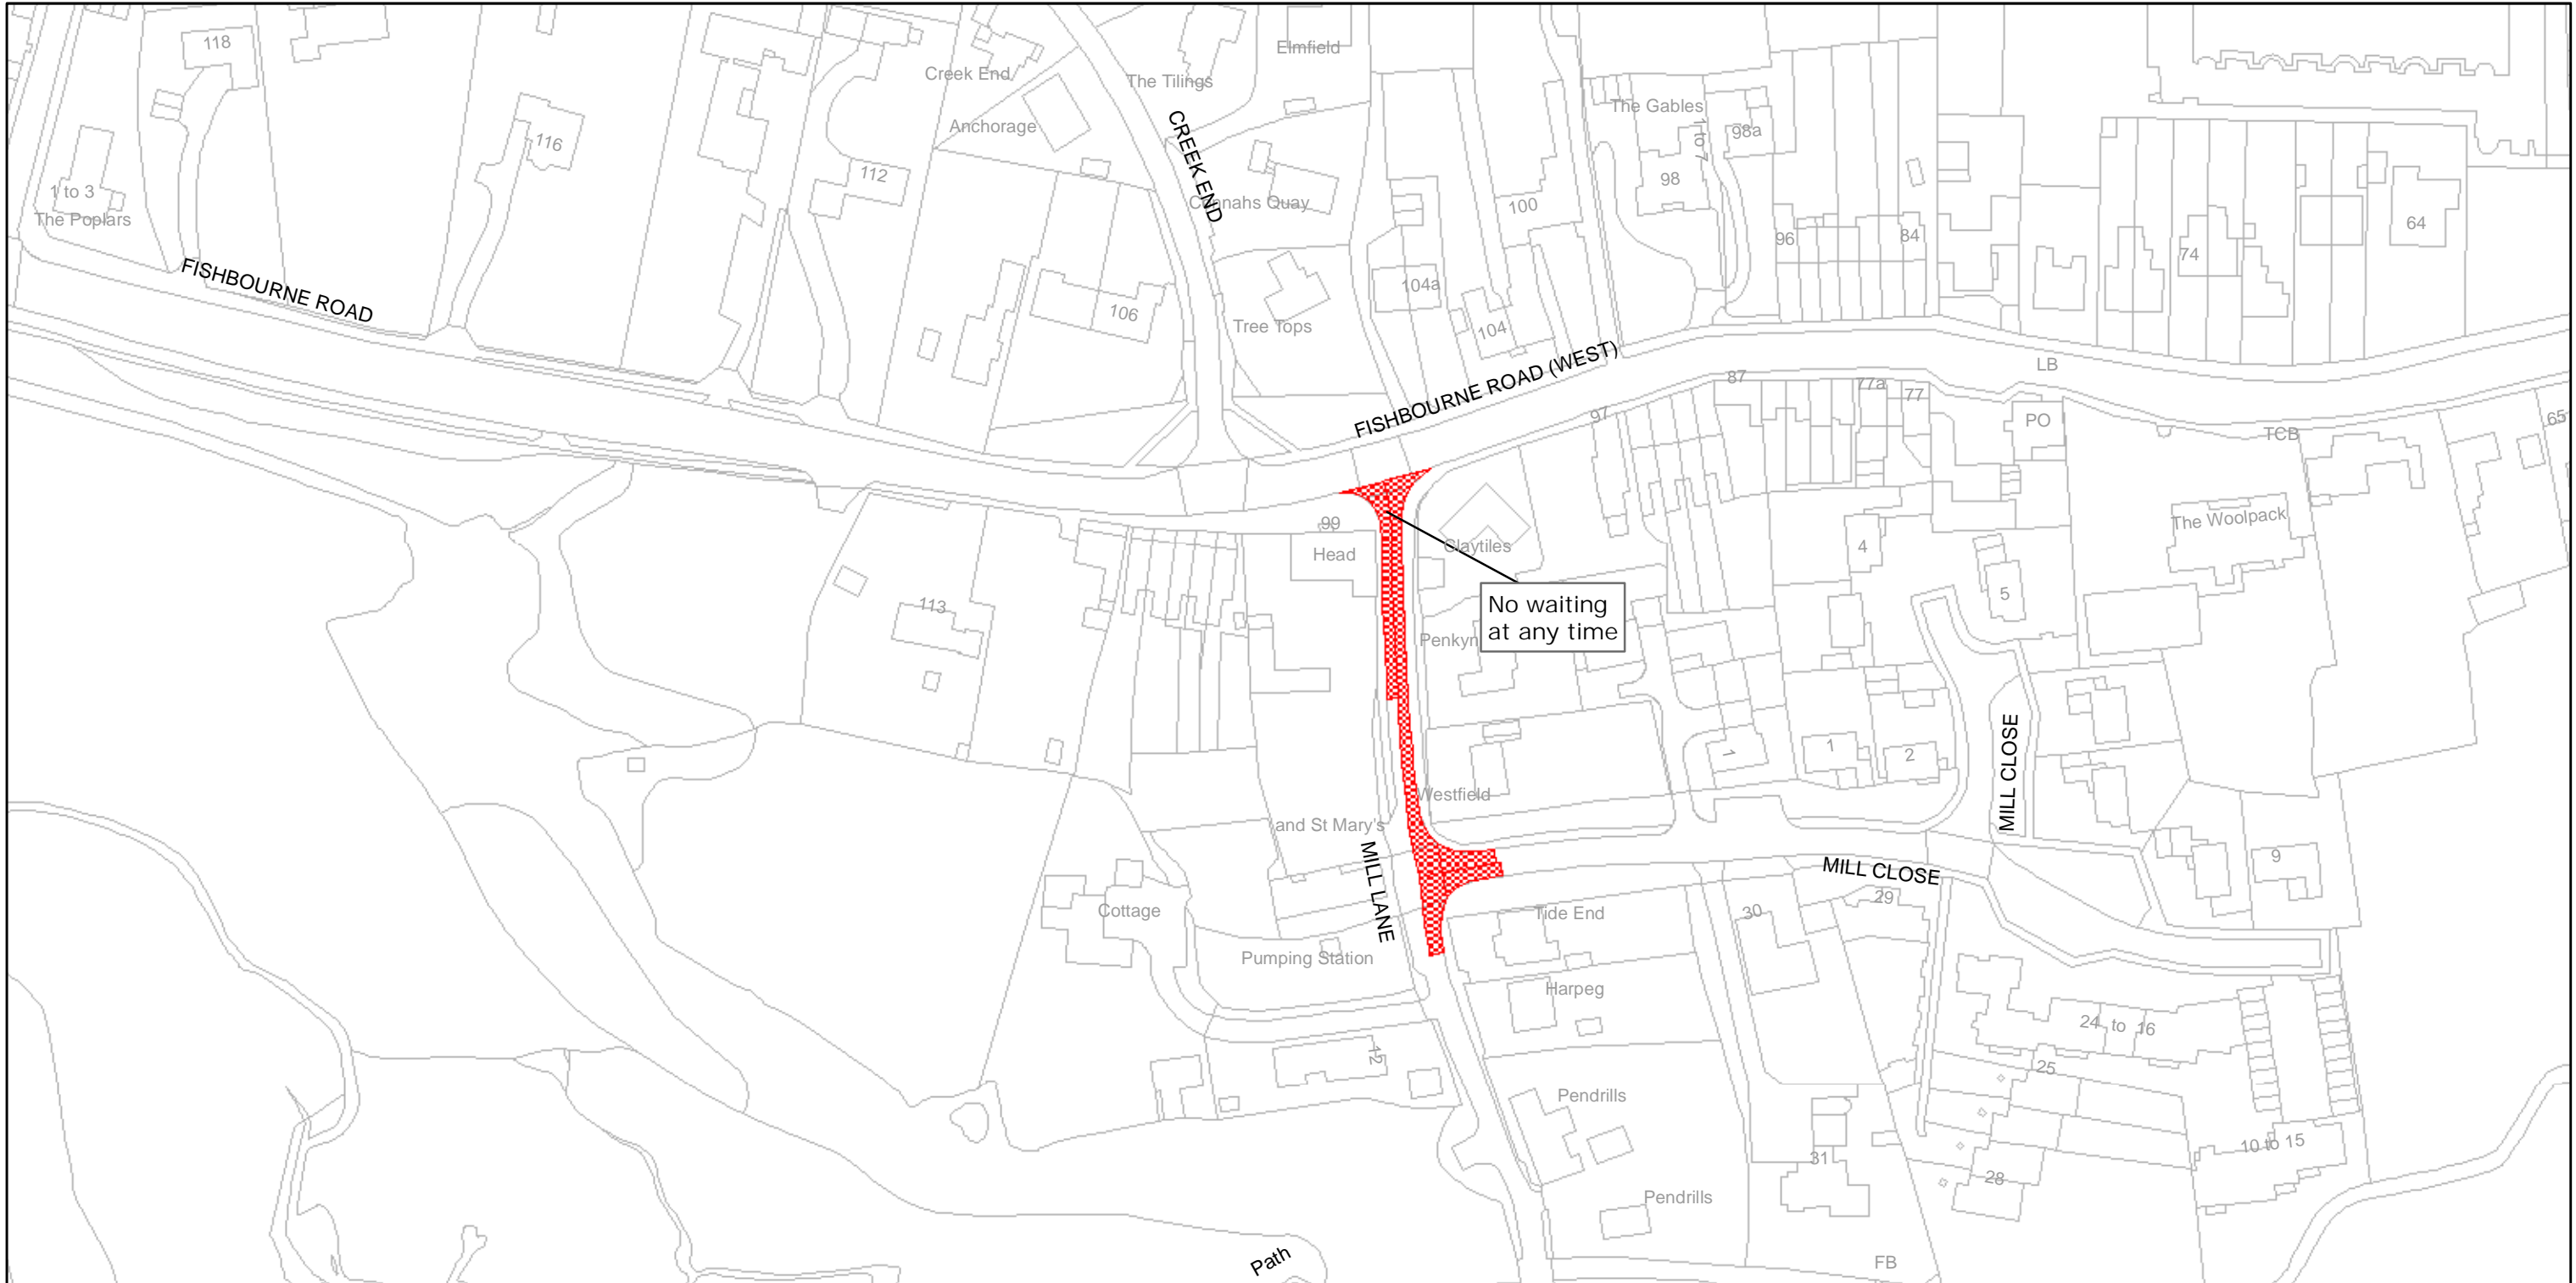 118
Elmfield
Creek End
The Tilings
The Gables
1 to 7
98a
Anchorage
116
CREEK END
112
98
1 to 3
The Poplars
100
64
96
84
74
FISHBOURNE ROAD
104a
106
Tree Tops
104
FISHBOURNE ROAD (WEST)
LB
87
77a
77
97
PO
TCB
65
99
Head
Claytiles
The Woolpack
4
5
113
No waiting
at any time
Penkyn
1
1
2
MILL CLOSE
Westfield
and St Mary's
MILL LANE
MILL CLOSE
9
29
30
Cottage
Tide End
Pumping Station
Harpeg
24 to 16
12
25
Pendrills
10 to 15
31
28
Pendrills
Path
FB